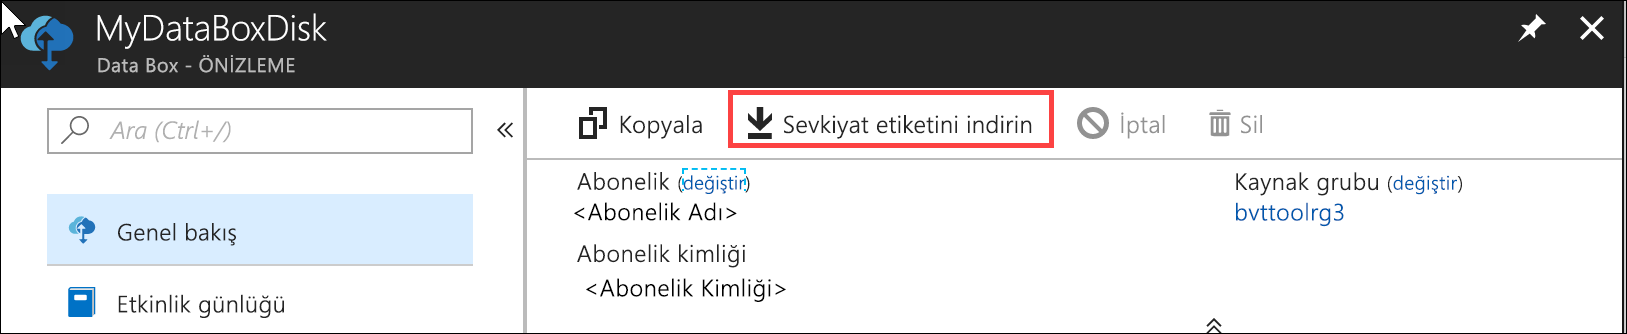 MyDataBoxDisk
Data Box - ÖNİZLEME
Ara (Ctrl+/)
Genel bakış
Etkinlik günlüğü
Kopyala
Sevkiyat etiketini indirin
İptal
Sil
Abonelik (değiştir)
<Abonelik Adı>
Abonelik kimliği
<Abonelik Kimliği>
Kaynak grubu (değiştir)
bvttoolrg3